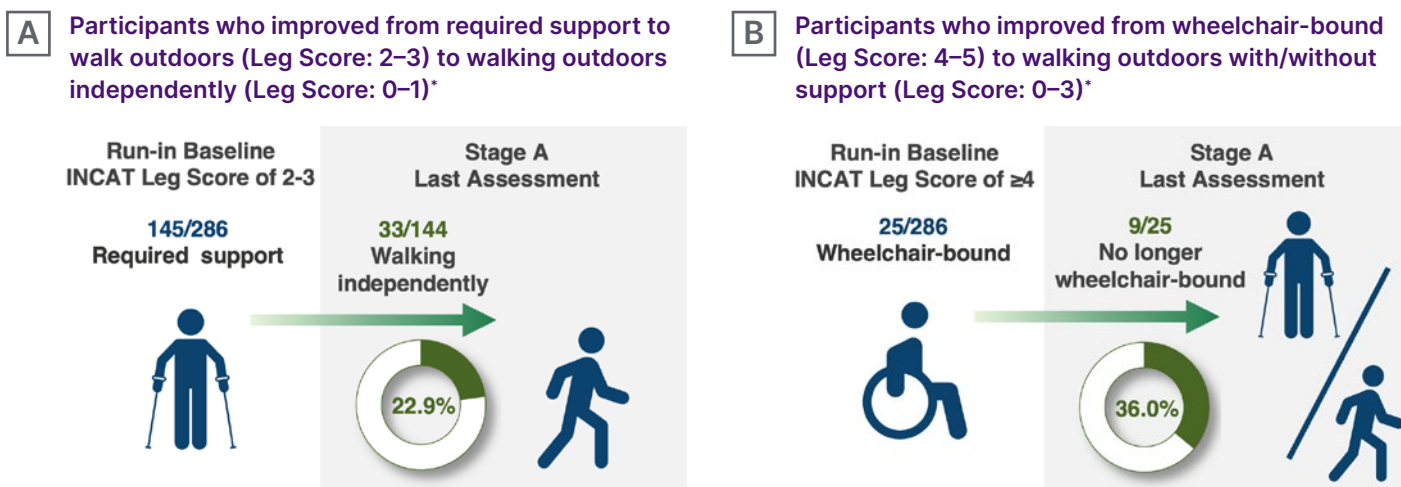 A
Participants who improved from required support to
walk outdoors (Leg Score: 2–3) to walking outdoors
independently (Leg Score: 0–1)*
Run-in Baseline
INCAT Leg Score of 2-3
145/286
Required support
Stage A
Last Assessment
33/144
Walking
independently
22.9%
B
Participants who improved from wheelchair-bound
(Leg Score: 4–5) to walking outdoors with/without
support (Leg Score: 0–3)*
Run-in Baseline
INCAT Leg Score of ≥4
25/286
Wheelchair-bound
Stage A
Last Assessment
9/25
No longer
wheelchair-bound
36.0%